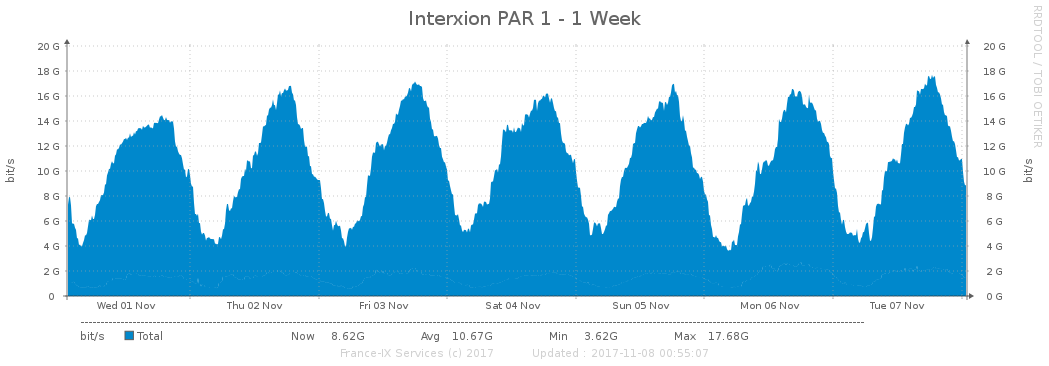 Interxion PAR 1 - 1 Week
RRDTOOL / TOBI OETIKER
bit/s
20 G
18 G
16 G
14 G
12 G
10 G
8 G
6 G
4 G
2 G
0
20 G
18 G
16 G
14 G
12 G
10 G
8 G
6 G
4 G
2 G
0 G
bit/s
Wed 01 Nov Thu 02 Nov Fri 03 Nov Sat 04 Nov Sun 05 Nov Mon 06 Nov Tue 07 Nov
bit/s Total Now 8.62G Avg 10.67G Min 3.62G Max 17.68G
France-IX Services (c) 2017 Updated : 2017-11-08 00:55:07